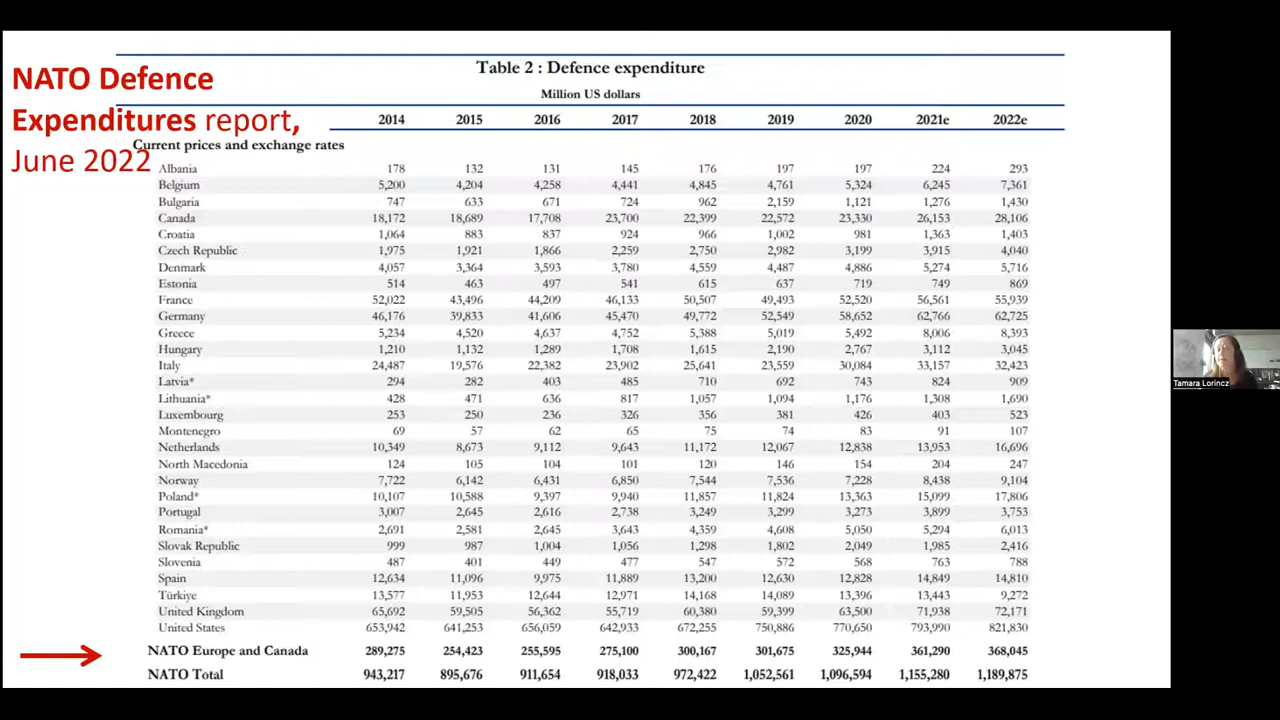 NATO Defence
Expenditures report,
June 2022
Table 2 : Defence expenditure
Million US dollars
2014 2015 2016 2017 2018 2019 2020 2021e 2022e
Current prices and exchange rates
Albania 178 132 131 145 176 197 197 224 293
Belgium 5,200 4,204 4,258 4,441 4,845 4,761 5,324 6,245 7,361
Bulgaria 747 633 671 724 962 2,159 1,121 1,276 1,430
Canada 18,172 18,689 17,708 23,700 22,399 22,572 23,330 26,153 28,106
Croatia 1,064 883 837 924 966 1,002 981 1,363 1,403
Czech Republic 1,975 1,921 1,866 2,259 2,750 2,982 3,199 3,915 4,040
Denmark 4,057 3,364 3,593 3,780 4,559 4,487 4,886 5,274 5,716
Estonia 514 463 497 541 615 637 719 749 869
France 52,022 43,496 44,209 46,133 50,507 49,493 52,520 56,561 55,939
Germany 46,176 39,833 41,606 45,470 49,772 52,549 58,652 62,766 62,725
Greece 5,234 4,520 4,637 4,752 5,388 5,019 5,492 8,006 8,393
Hungary 1,210 1,132 1,289 1,708 1,615 2,190 2,767 3,112 3,045
Italy 24,487 19,576 22,382 23,902 25,641 23,559 30,084 33,157 32,423
Latvia* 294 282 403 485 710 692 743 824 909
Lithuania* 428 471 636 817 1,057 1,094 1,176 1,308 1,690
Luxembourg 253 250 236 326 356 381 426 403 523
Montenegro 69 57 62 65 75 74 83 91 107
Netherlands 10,349 8,673 9,112 9,643 11,172 12,067 12,838 13,953 16,696
North Macedonia 124 105 104 101 120 146 154 204 247
Norway 7,722 6,142 6,431 6,850 7,544 7,536 7,228 8,438 9,104
Poland* 10,107 10,588 9,397 9,940 11,857 11,824 13,363 15,099 17,806
Portugal 3,007 2,645 2,616 2,738 3,249 3,299 3,273 3,899 3,753
Romania* 2,691 2,581 2,645 3,643 4,359 4,608 5,050 5,294 6,013
Slovak Republic 999 987 1,004 1,056 1,298 1,802 2,049 1,985 2,416
Slovenia 487 401 449 477 547 572 568 763 788
Spain 12,634 11,096 9,975 11,889 13,200 12,630 12,828 14,849 14,810
Türkiye 13,577 11,953 12,644 12,971 14,168 14,089 13,396 13,443 9,272
United Kingdom 65,692 59,505 56,362 55,719 60,380 59,399 63,500 71,938 72,171
United States 653,942 641,253 656,059 642,933 672,255 750,886 770,650 793,990 821,830
NATO Europe and Canada 289,275 254,423 255,595 275,100 300,167 301,675 325,944 361,290 368,045
NATO Total 943,217 895,676 911,654 918,033 972,422 1,052,561 1,096,594 1,155,280 1,189,875
Tamara Lorincz